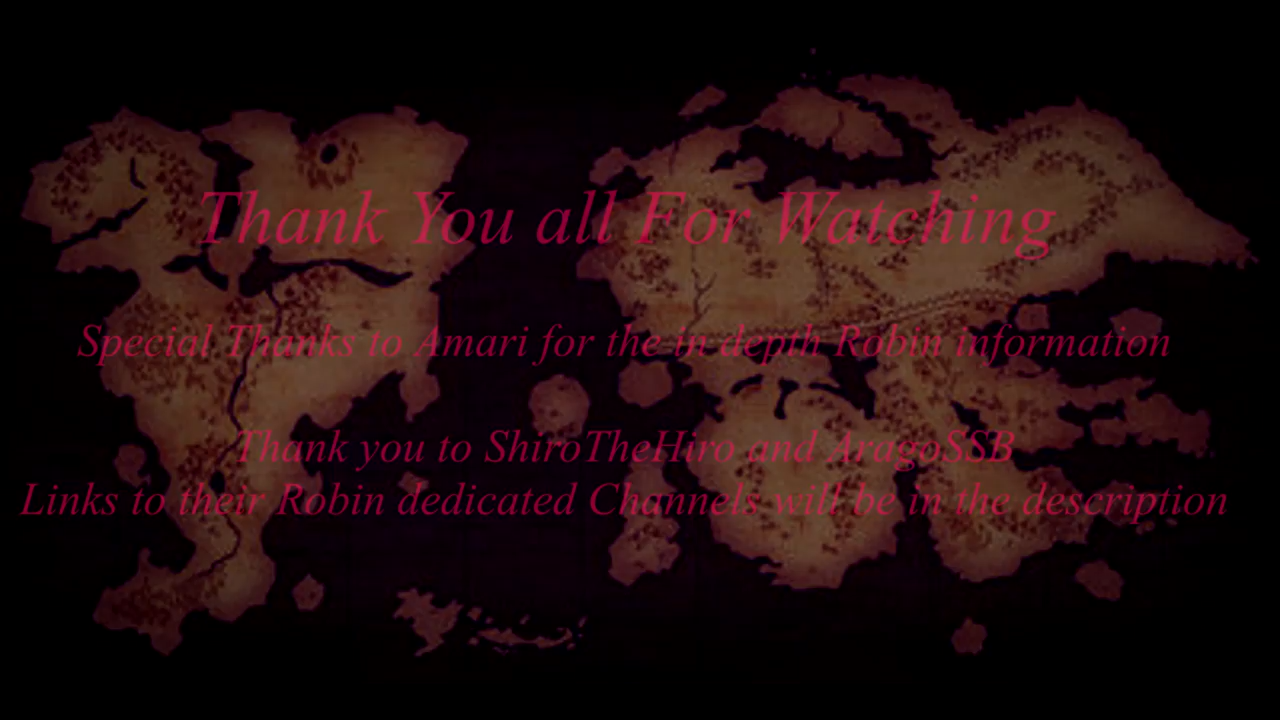 Thank You all For Watching
Special Thanks to Amari for the in depth Robin information
Thank you to ShiroTheHiro and AragoSSB
Links to their Robin dedicated Channels will be in the description